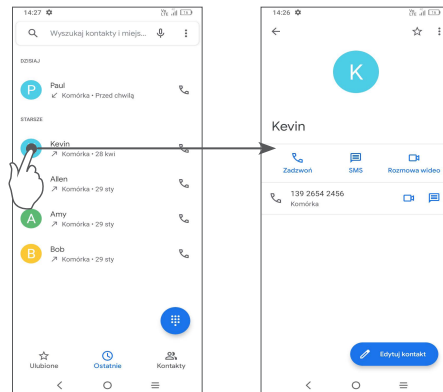 14:27
Wyszukaj kontakty i miejs...
DZISIAJ
P
Paul
Komórka • Przed chwilą
STARSZE
Kevin
Komórka • 28 kwi
Allen
Komórka • 29 sty
A
Amy
Komórka • 29 sty
B
Bob
Komórka • 29 sty
Ulubione
Ostatnie
Kontakty
14:26
K
Kevin
Zadzwoń
SMS
Rozmowa wideo
139 2654 2456
Komórka
Edytuj kontakt